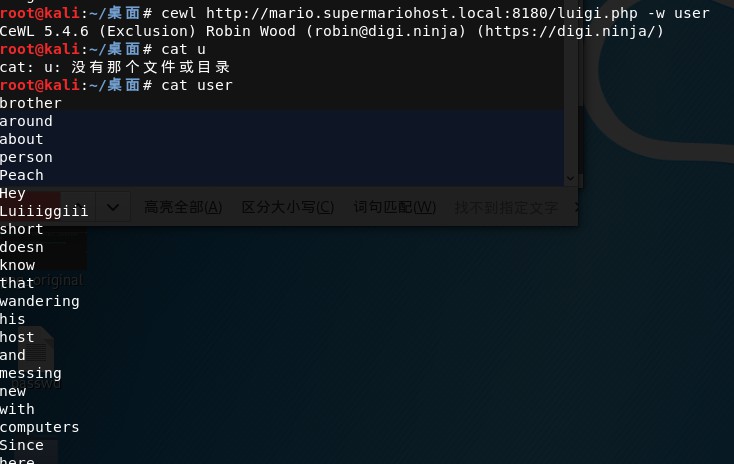 root@kali:~/桌面# cewl http://mario.supermariohost.local:8180/luigi.php -w user
CeWL 5.4.6 (Exclusion) Robin Wood (robin@digi.ninja) (https://digi.ninja/)
root@kali:~/桌面# cat u
cat: u: 没有那个文件或目录
root@kali:~/桌面# cat user
brother
around
about
person
Peach
Hey
Luiiiggiii
高亮全部(A) 区分大小写(C) 词句匹配(W) 找不到指定文字
short
doesn
know
that
original
wandering
his
host
and
messing
passwd
new
with
computers
Since
here